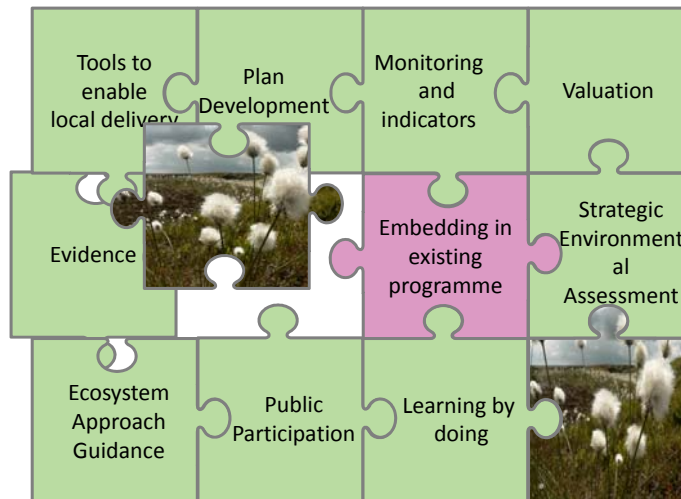 Tools to
enable
local delivery
Plan
Development
Monitoring
and
indicators
Valuation
Evidence
Embedding in
existing
programme
Strategic
Environment
al
Assessment
Ecosystem
Approach
Guidance
Public
Participation
Learning by
doing